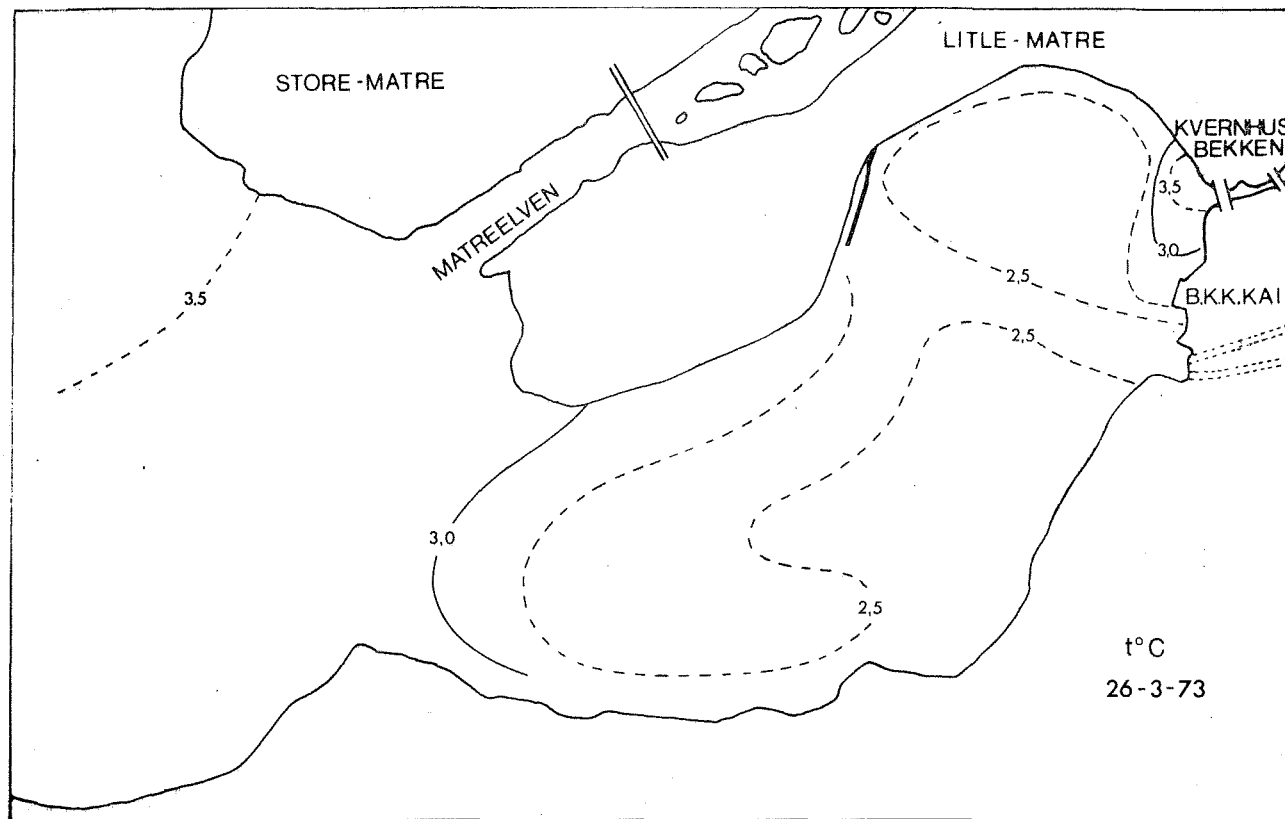 STORE-MATRE
LITLE-MATRE
KVERNHUS
BEKKEN
3,5
3,0
MATREELVEN
3,5
B.K.K.KAI
2,5
2,5
3,0
2,5
t°C
26-3-73